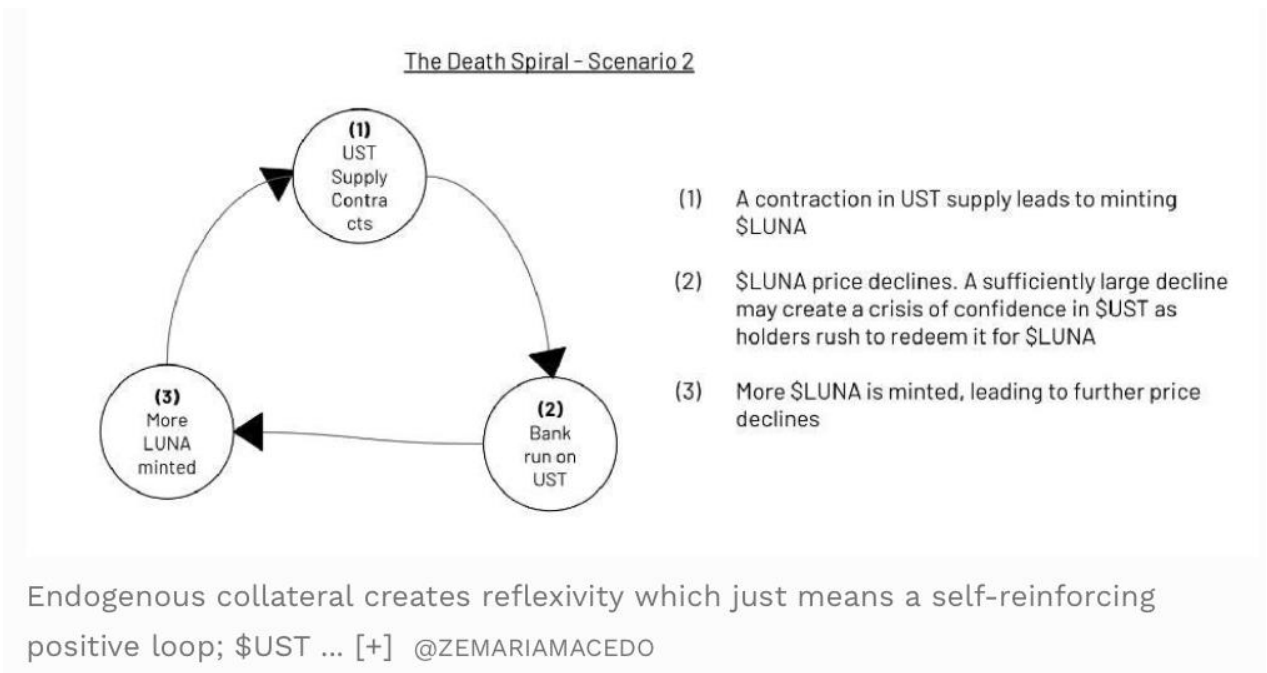 The Death Spiral - Scenario 2
(1)
UST
Supply
Contra
cts
(2)
Bank
run on
UST
(3)
More
LUNA
minted
(1) A contraction in UST supply leads to minting
$LUNA
(2) $LUNA price declines. A sufficiently large decline
may create a crisis of confidence in $UST as
holders rush to redeem it for $LUNA
(3) More $LUNA is minted, leading to further price
declines
Endogenous collateral creates reflexivity which just means a self-reinforcing
positive loop; $UST ... [+] @ZEMARIAMACEDO